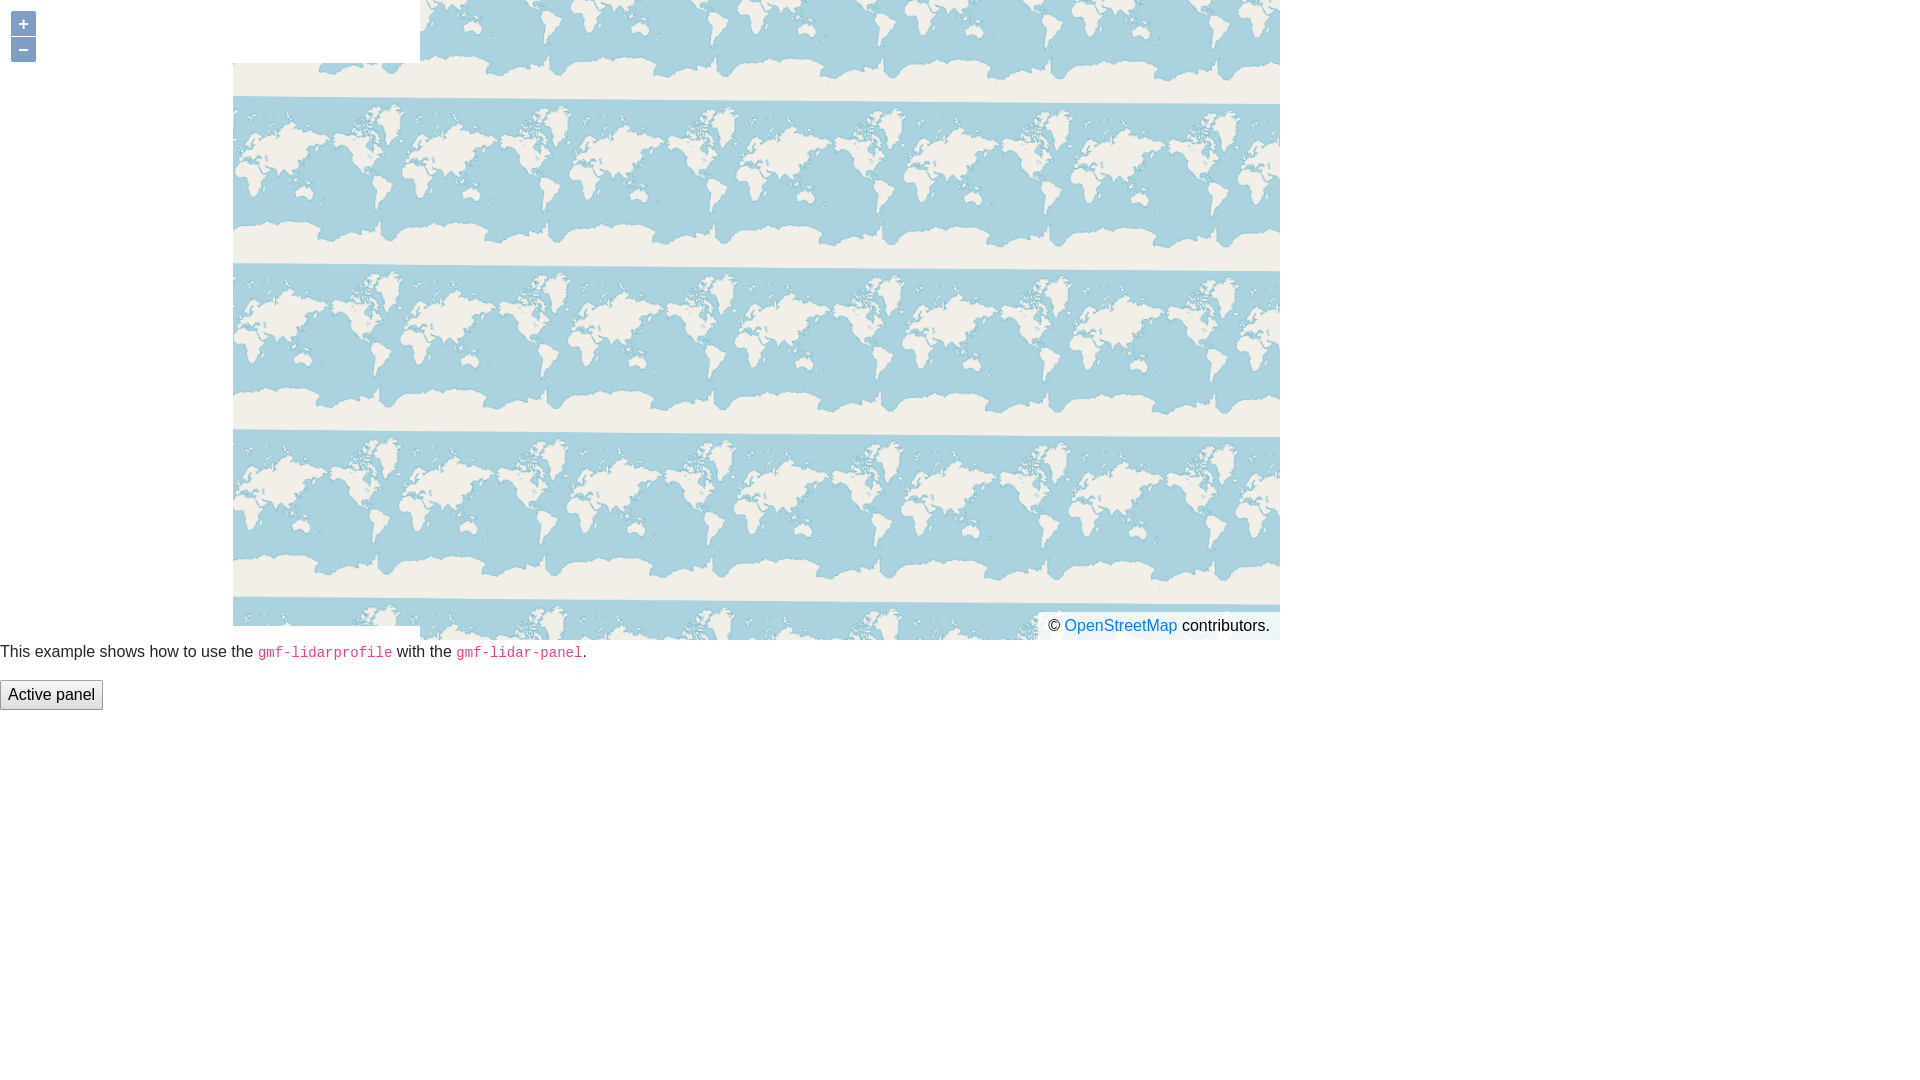 +
−
© OpenStreetMap contributors.
This example shows how to use the gmf-lidarprofile with the gmf-lidar-panel.
Active panel